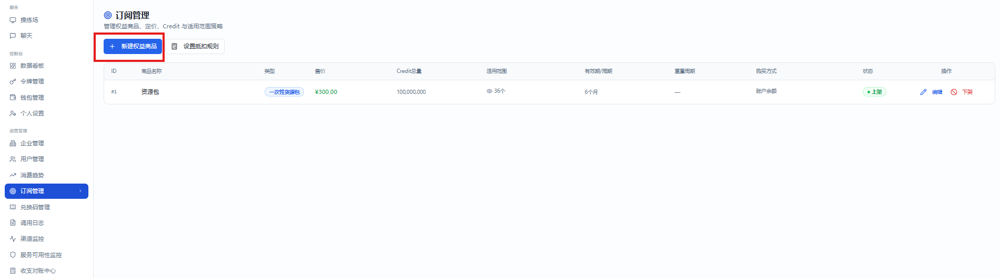 聊天
操练场
聊天
控制台
数据看板
令牌管理
钱包管理
个人设置
运营管理
企业管理
用户管理
消费趋势
订阅管理
兑换码管理
调用日志
渠道监控
服务可用性监控
收支对账中心
订阅管理
管理权益商品、定价、Credit 与适用范围策略
新建权益商品 设置抵扣规则
ID 商品名称 类型 售价 Credit总量 适用范围 有效期/周期 重置周期 购买方式 状态 操作
#1 资源包 一次性资源包 ¥300.00 100,000,000 36个 6个月 — 账户余额 上架 编辑 下架